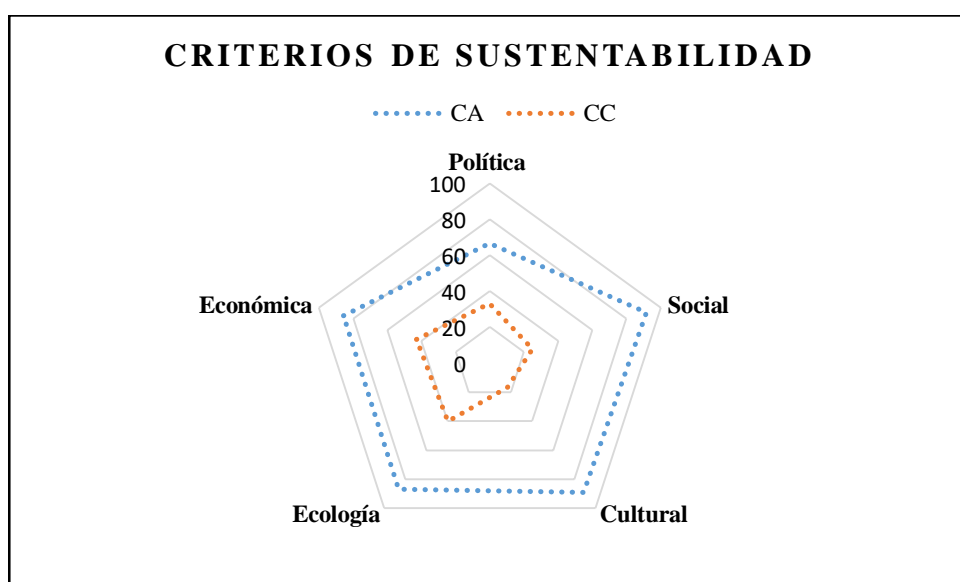 CRITERIOS DE SUSTENTABILIDAD
CA CC
Política
100
80
60
40
20
0
Económica
Social
Ecología
Cultural